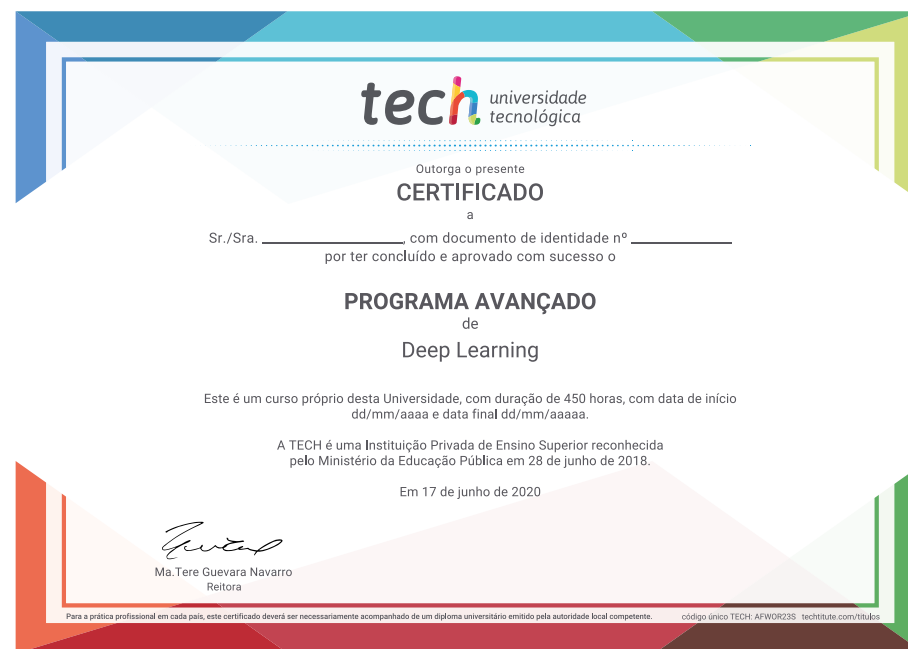 tech universidade
tecnológica
Outorga o presente
CERTIFICADO
a
Sr./Sra. ________________, com documento de identidade nº ____________
por ter concluído e aprovado com sucesso o
PROGRAMA AVANÇADO
de
Deep Learning
Este é um curso próprio desta Universidade, com duração de 450 horas, com data de início
dd/mm/aaaa e data final dd/mm/aaaaa.
A TECH é uma Instituição Privada de Ensino Superior reconhecida
pelo Ministério da Educação Pública em 28 de junho de 2018.
Em 17 de junho de 2020
Ma.Tere Guevara Navarro
Reitora
Para a prática profissional em cada país, este certificado deverá ser necessariamente acompanhado de um diploma universitário emitido pela autoridade local competente. código único TECH: AFWOR23S techtitute.com/titulos